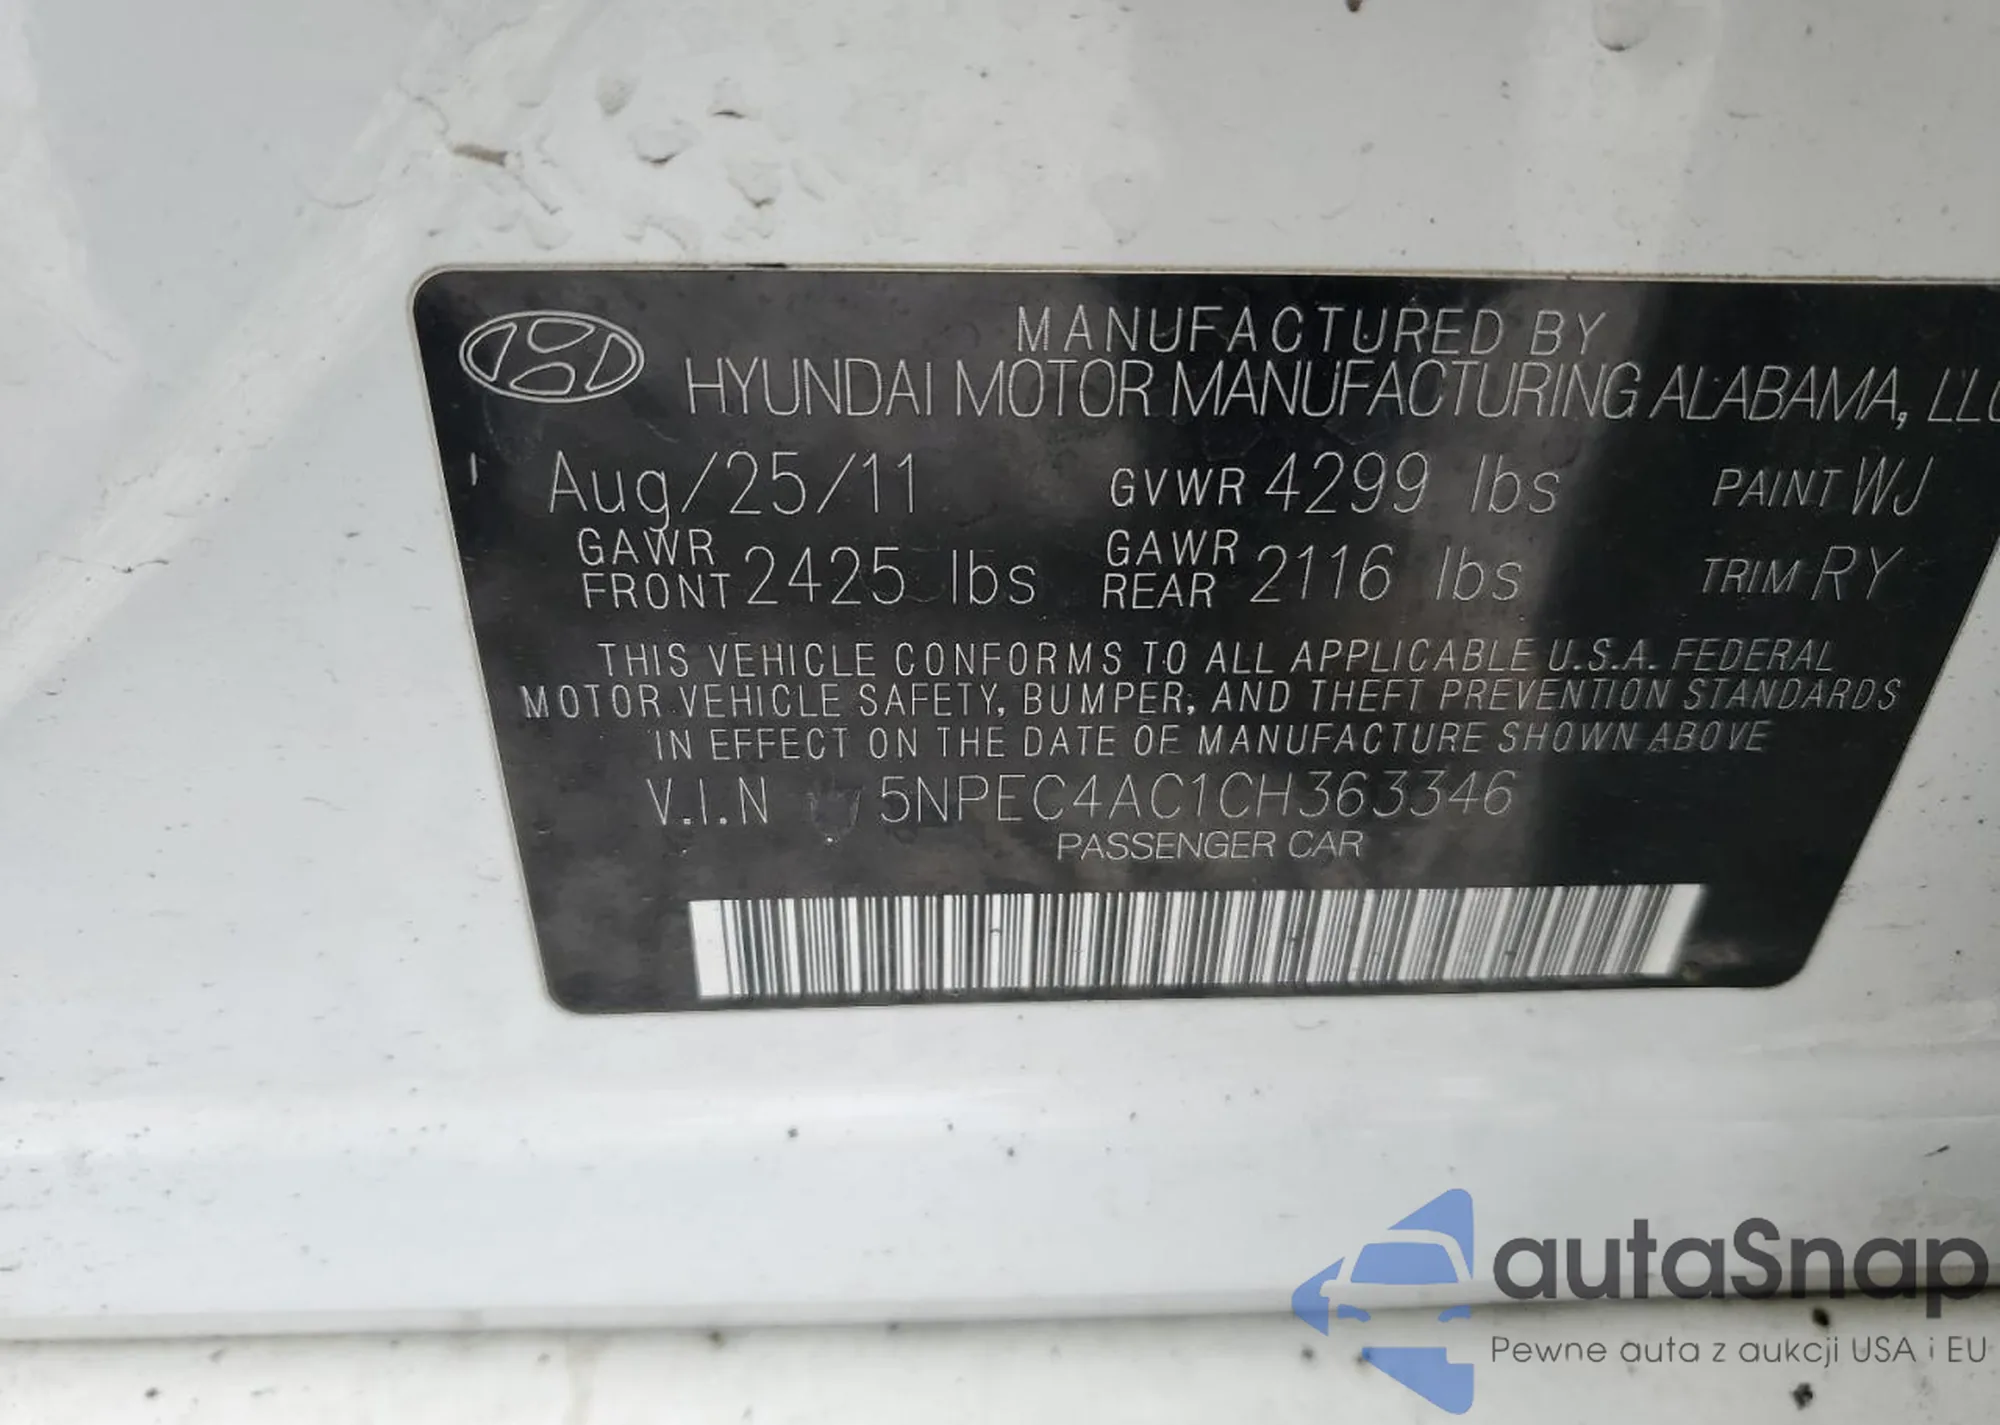 MANUFACTURED BY
HYUNDAI MOTOR MANUFACTURING ALABAMA, LLC
Aug/25/11 GVWR 4299 lbs PAINT WJ
GAWR FRONT 2425 lbs GAWR REAR 2116 lbs TRIM RY
THIS VEHICLE CONFORMS TO ALL APPLICABLE U.S.A. FEDERAL
MOTOR VEHICLE SAFETY, BUMPER, AND THEFT PREVENTION STANDARDS
IN EFFECT ON THE DATE OF MANUFACTURE SHOWN ABOVE
V.I.N 5NPEC4AC1CH363346
PASSENGER CAR
autaSnap
Pewne auta z aukcji USA i EU